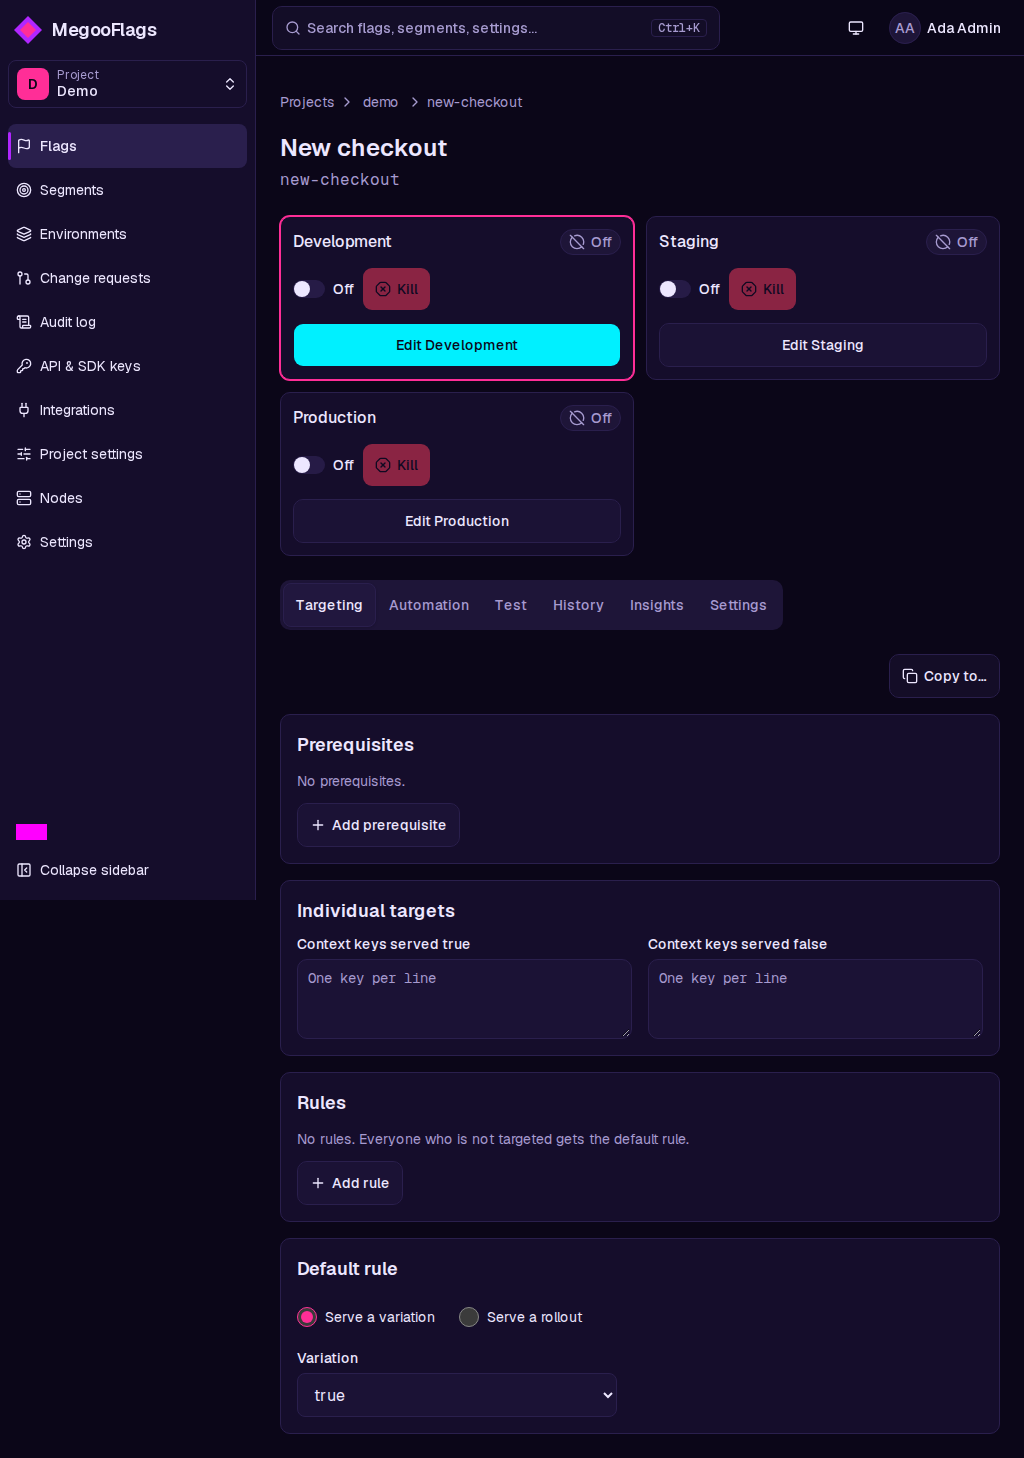 MegooFlags
Search flags, segments, settings...
Ctrl+K
AA
Ada Admin
D
Project
Demo
Flags
Segments
Environments
Change requests
Audit log
API & SDK keys
Integrations
Project settings
Nodes
Settings
Collapse sidebar
Projects
demo
new-checkout
New checkout
new-checkout
Development
Off
Off
Kill
Edit Development
Staging
Off
Off
Kill
Edit Staging
Production
Off
Off
Kill
Edit Production
Targeting
Automation
Test
History
Insights
Settings
Copy to...
Prerequisites
No prerequisites.
Add prerequisite
Individual targets
Context keys served true
One key per line
Context keys served false
One key per line
Rules
No rules. Everyone who is not targeted gets the default rule.
Add rule
Default rule
Serve a variation
Serve a rollout
Variation
true